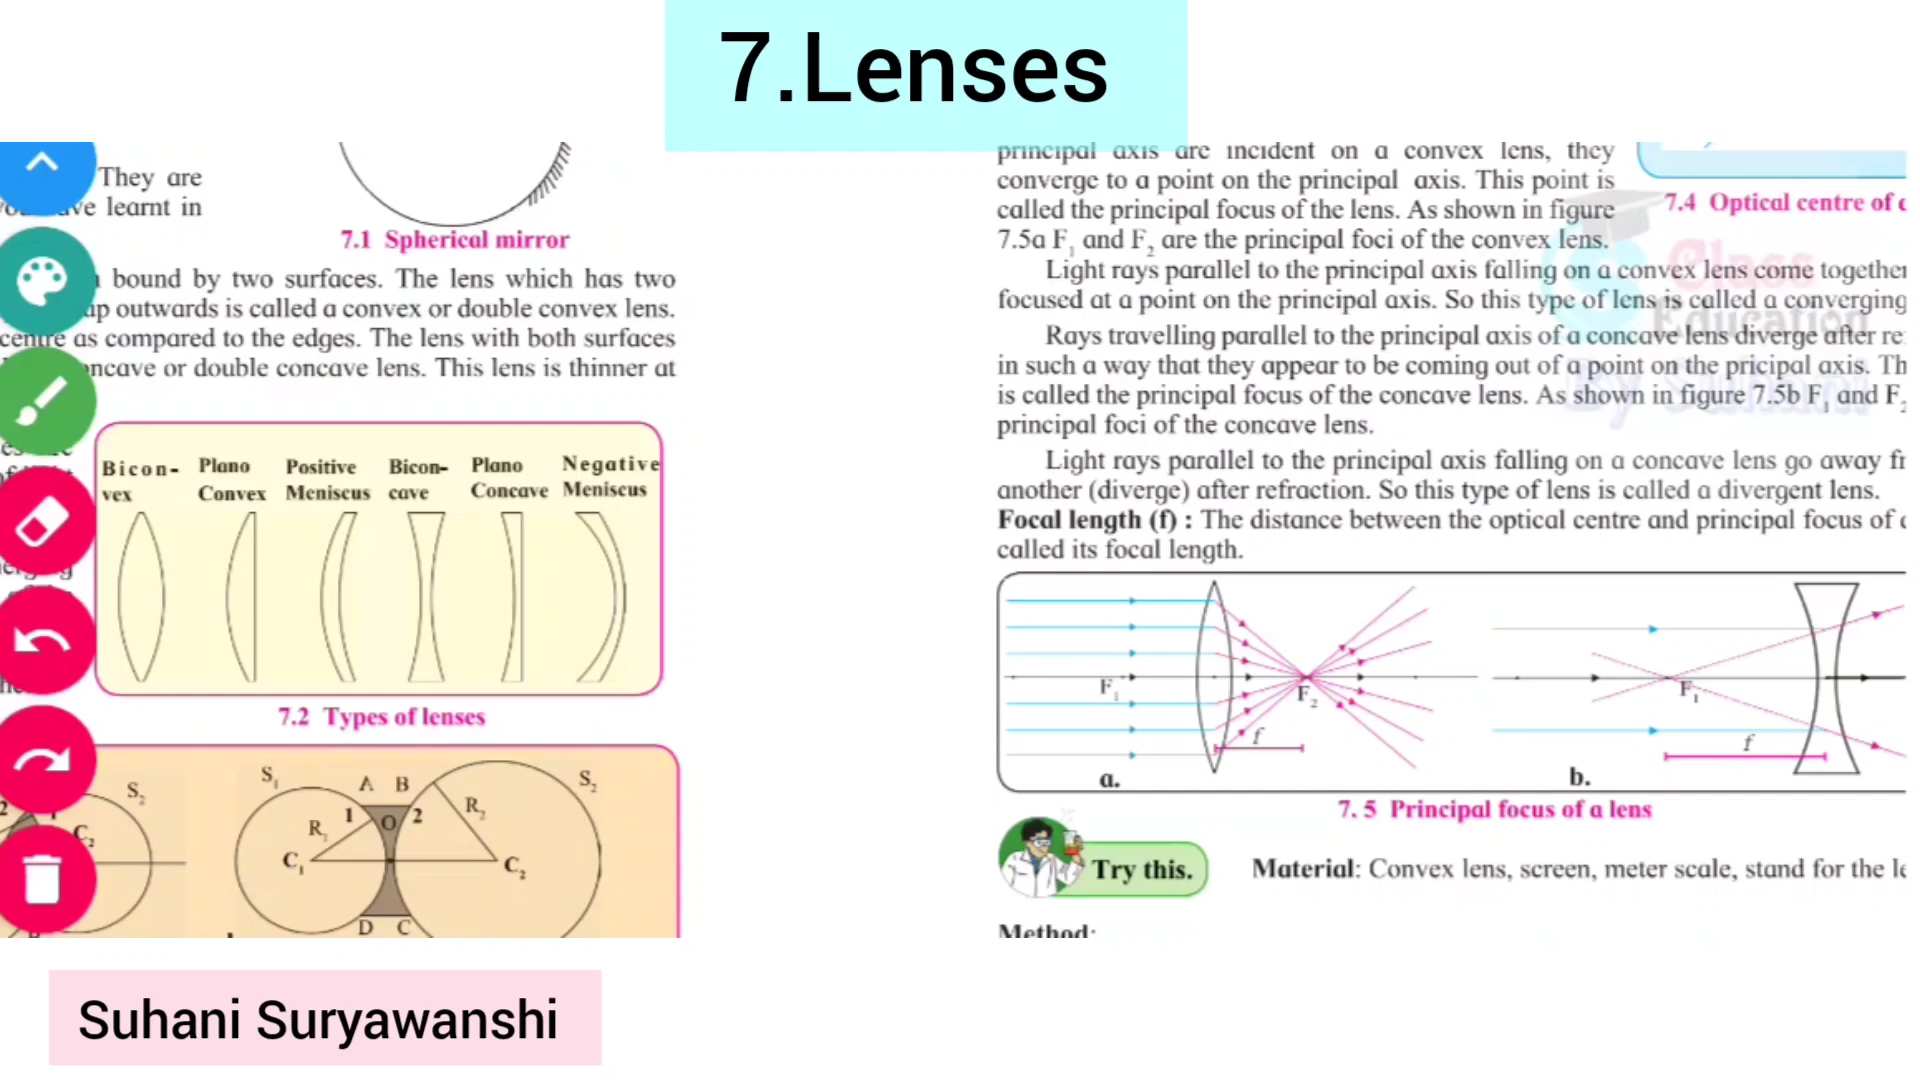 7.Lenses
They are
ve learnt in
7.1 Spherical mirror
bound by two surfaces. The lens which has two
up outwards is called a convex or double convex lens.
centre as compared to the edges. The lens with both surfaces
oncave or double concave lens. This lens is thinner at
Bicon-vex
Plano Convex
Positive Meniscus
Bicon-cave
Plano Concave
Negative Meniscus
7.2 Types of lenses
S2
C2
S1
A B
S2
1
O
2
R1
R2
C1
C2
D C
principal axis are incident on a convex lens, they
converge to a point on the principal axis. This point is
called the principal focus of the lens. As shown in figure
7.5a F1 and F2 are the principal foci of the convex lens.
7.4 Optical centre of
Light rays parallel to the principal axis falling on a convex lens come together
focused at a point on the principal axis. So this type of lens is called a converging
Rays travelling parallel to the principal axis of a concave lens diverge after re
in such a way that they appear to be coming out of a point on the pricipal axis. Th
is called the principal focus of the concave lens. As shown in figure 7.5b F1 and F2
principal foci of the concave lens.
Light rays parallel to the principal axis falling on a concave lens go away fr
another (diverge) after refraction. So this type of lens is called a divergent lens.
Focal length (f) : The distance between the optical centre and principal focus of
called its focal length.
F1
F2
f
a.
F1
f
b.
7. 5 Principal focus of a lens
Try this.
Material: Convex lens, screen, meter scale, stand for the le
Method:
Class
Education
By Suhani
Suhani Suryawanshi